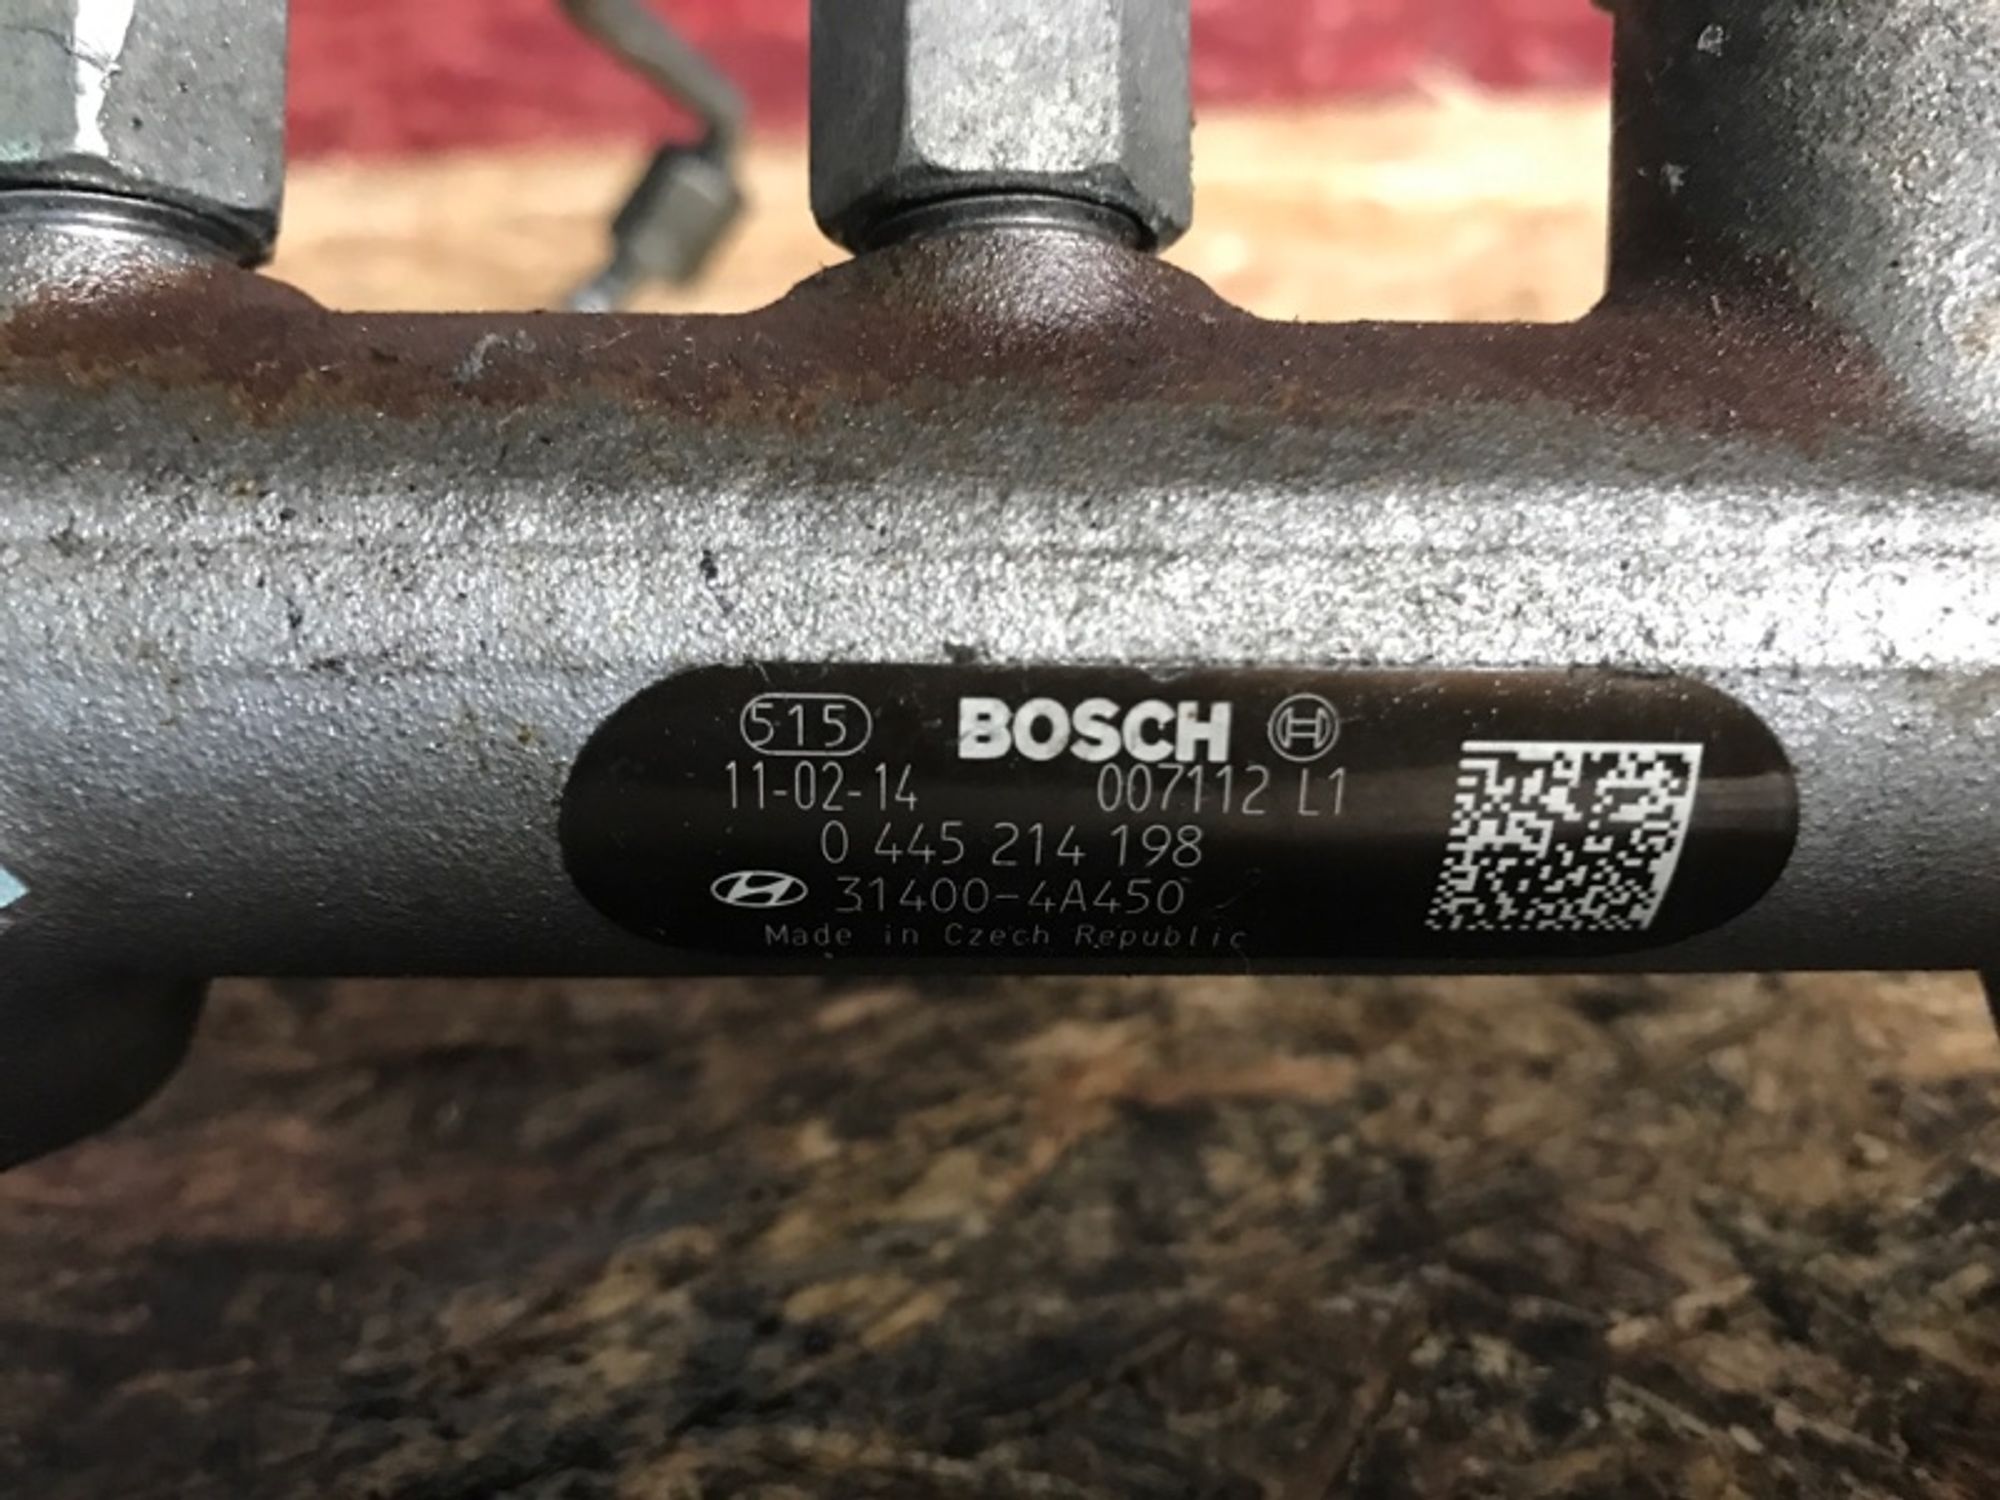 515 BOSCH
11-02-14 007112 L1
0 445 214 198
31400-4A450
Made in Czech Republic